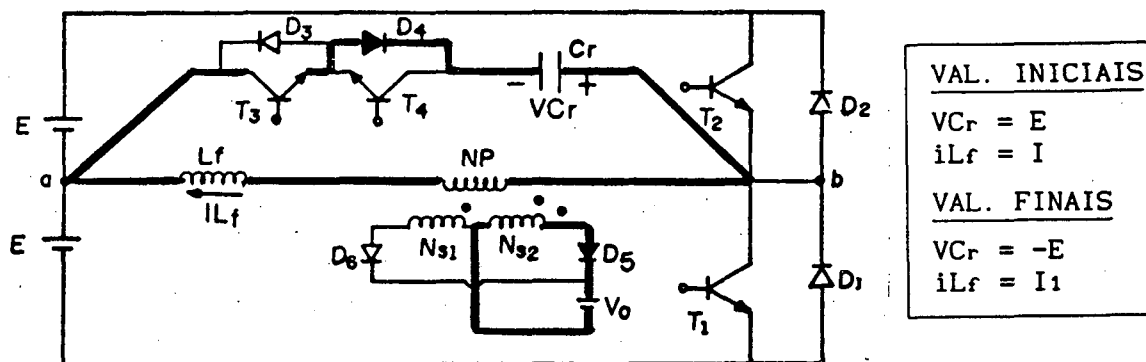 D3
D4
Cr
- +
VCr
T3
T4
T2
D2
E
Lf
NP
a
b
ILf
E
Ns1
Ns2
D6
D5
Vo
T1
D1
VAL. INICIAIS
VCr = E
iLf = I
VAL. FINAIS
VCr = -E
iLf = I1